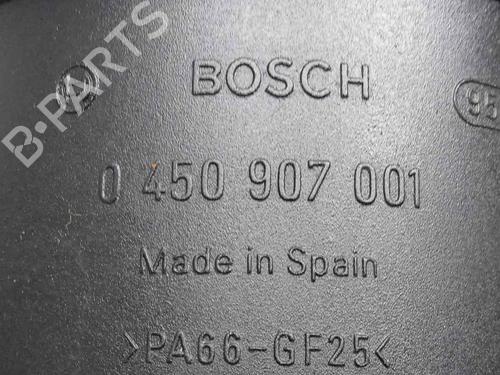 BOSCH
95
0 450 907 001
Made in Spain
>PA66-GF25<
B-PARTS